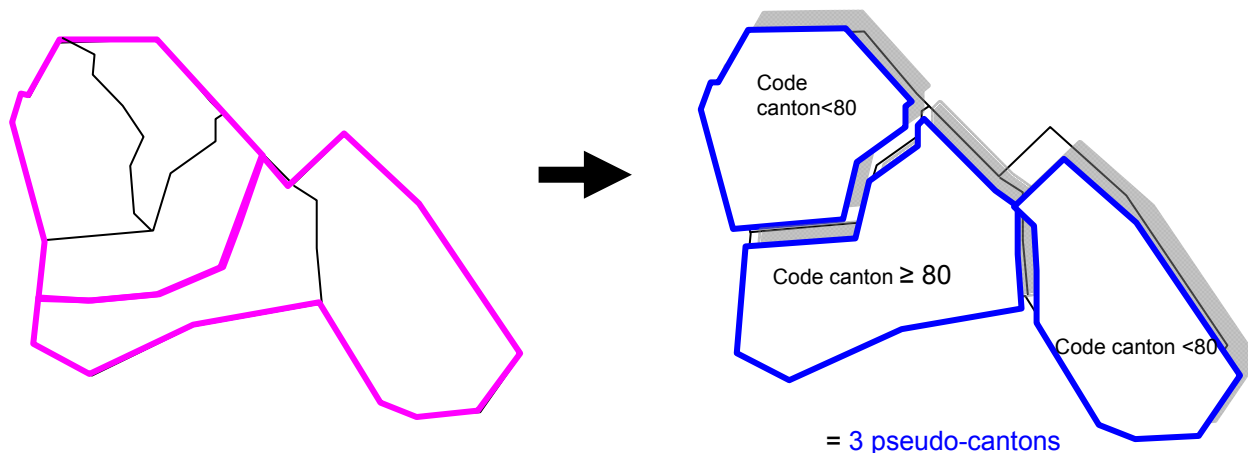 Code
canton<80
Code canton ≥ 80
Code canton <80
= 3 pseudo-cantons